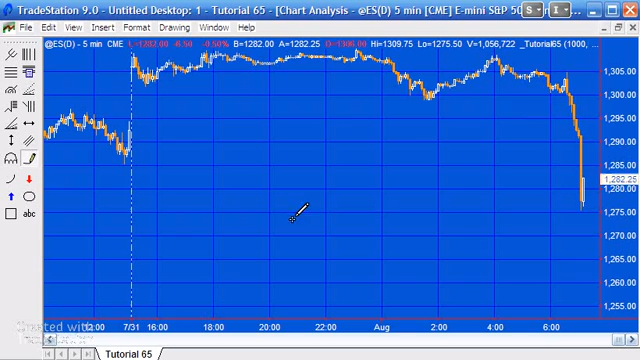 TradeStation 9.0 - Untitled Desktop: 1 - Tutorial 65 - [Chart Analysis - @ES(D) 5 min [CME] E-mini S&P 50
S
I
File Edit View Insert Format Drawing Window Help
@ES(D) - 5 min CME L=1282.00 -6.50 -0.50% B=1282.00 A=1282.25 O=1308.00 Hi=1309.75 Lo=1275.50 V=1,056,722 _Tutorial65 (1000, ...
1,305.00
1,300.00
1,295.00
1,290.00
1,285.00
1,282.25
1,280.00
1,275.00
1,270.00
1,265.00
1,260.00
1,255.00
abc
Started with
12:00 7/31 16:00 18:00 20:00 22:00 Aug 2:00 4:00 6:00
Tutorial 65